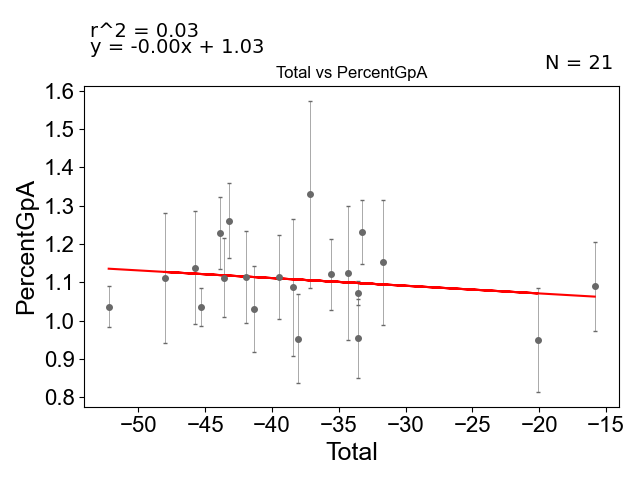 r^2 = 0.03
y = -0.00x + 1.03
N = 21
Total vs PercentGpA
PercentGpA
1.6
1.5
1.4
1.3
1.2
1.1
1.0
0.9
0.8
−50 −45 −40 −35 −30 −25 −20 −15
Total